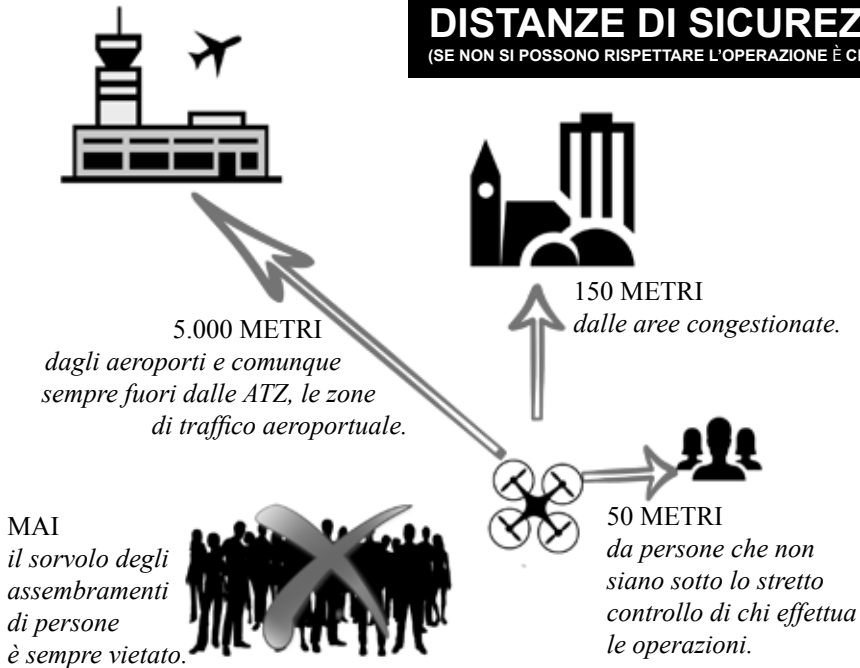 DISTANZE DI
(SE NON SI POSSONO RISPETTARE L'OPERAZIONE È
150 METRI
dalle aree congestionate.
5.000 METRI
dagli aeroporti e comunque
sempre fuori dalle ATZ, le zone
di traffico aeroportuale.
50 METRI
da persone che non
siano sotto lo stretto
controllo di chi effettua
le operazioni.
MAI
il sorvolo degli
assembramenti
di persone
è sempre vietato.